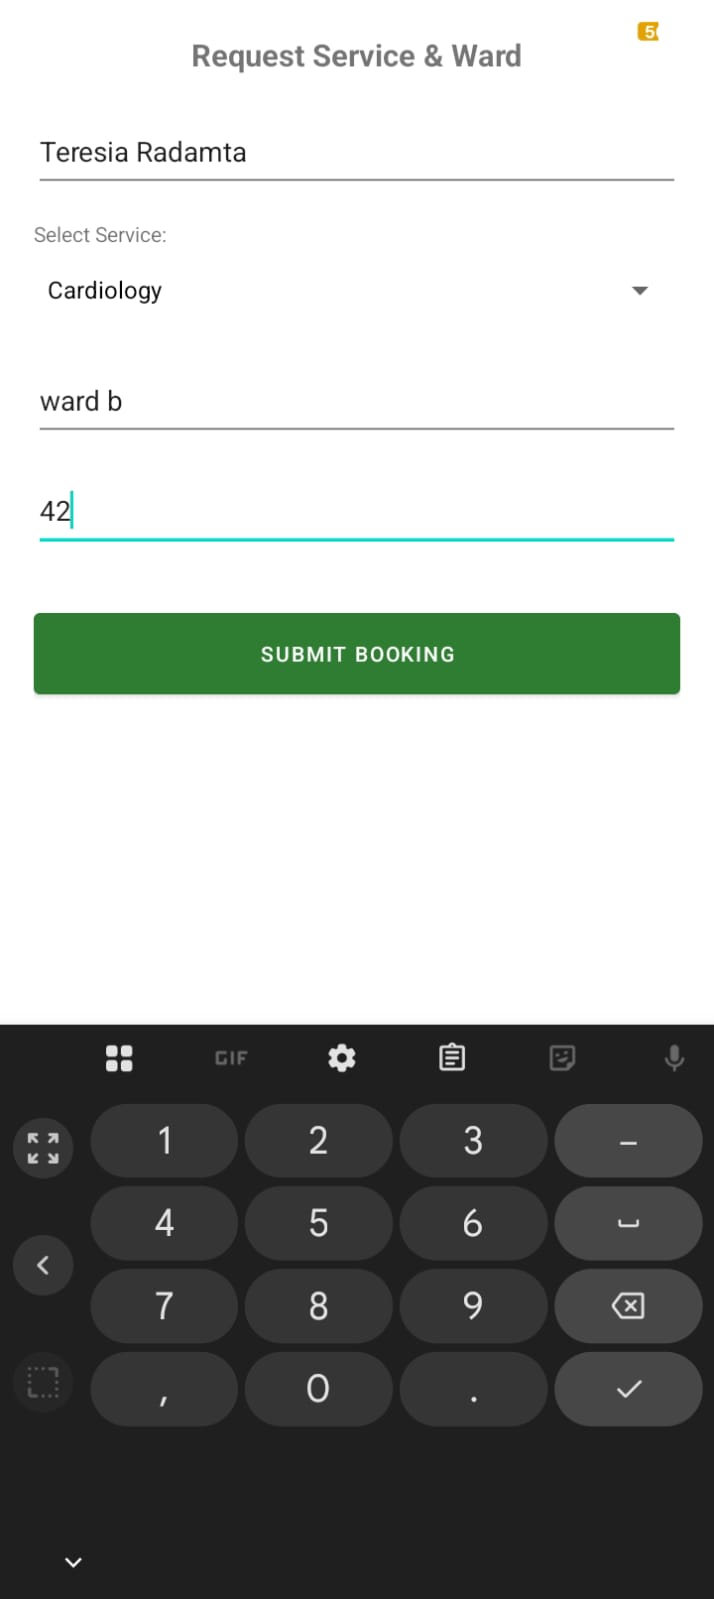 5
Request Service & Ward
Teresia Radamta
Select Service:
Cardiology
ward b
42
SUBMIT BOOKING
GIF
1 2 3 –
4 5 6
7 8 9
, 0 .